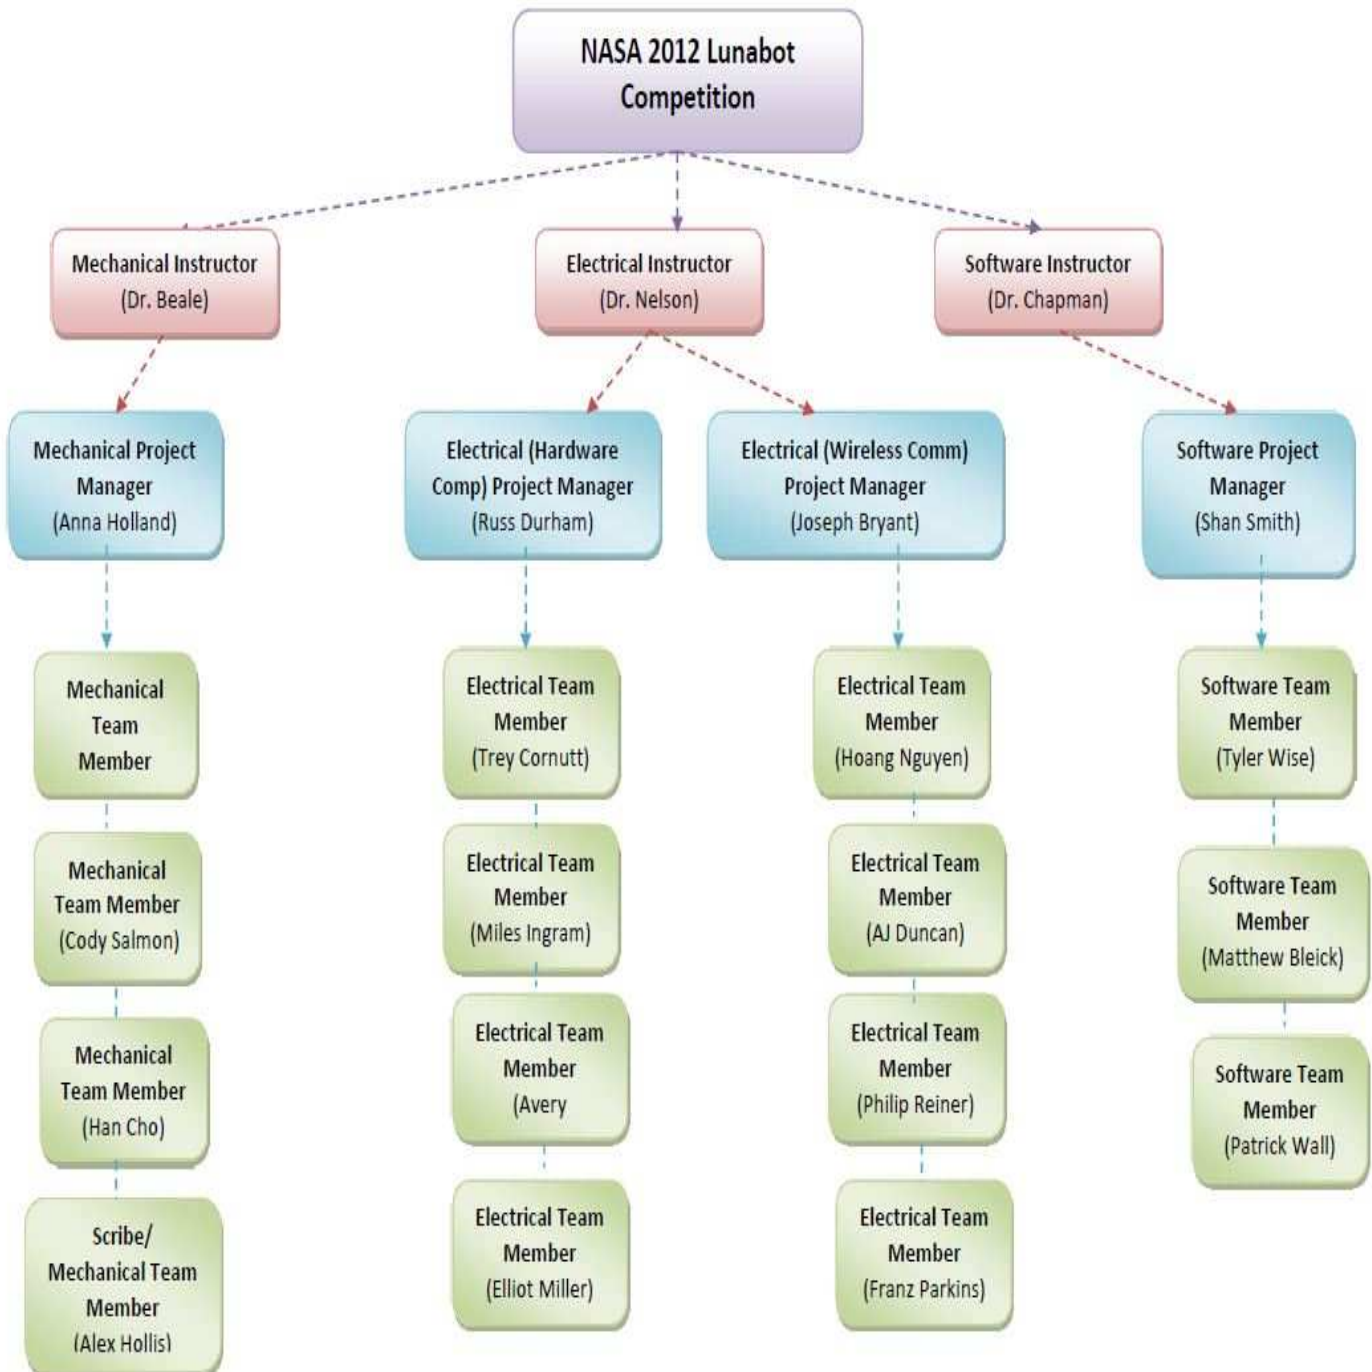 NASA 2012 Lunabot
Competition
Mechanical Instructor
(Dr. Beale)
Electrical Instructor
(Dr. Nelson)
Software Instructor
(Dr. Chapman)
Mechanical Project
Manager
(Anna Holland)
Electrical (Hardware
Comp) Project Manager
(Russ Durham)
Electrical (Wireless Comm)
Project Manager
(Joseph Bryant)
Software Project
Manager
(Shan Smith)
Mechanical
Team
Member
Electrical Team
Member
(Trey Cornutt)
Electrical Team
Member
(Hoang Nguyen)
Software Team
Member
(Tyler Wise)
Mechanical
Team Member
(Cody Salmon)
Electrical Team
Member
(Miles Ingram)
Electrical Team
Member
(AJ Duncan)
Software Team
Member
(Matthew Bleick)
Mechanical
Team Member
(Han Cho)
Electrical Team
Member
(Avery
Electrical Team
Member
(Philip Reiner)
Software Team
Member
(Patrick Wall)
Scribe/
Mechanical Team
Member
(Alex Hollis)
Electrical Team
Member
(Elliot Miller)
Electrical Team
Member
(Franz Parkins)